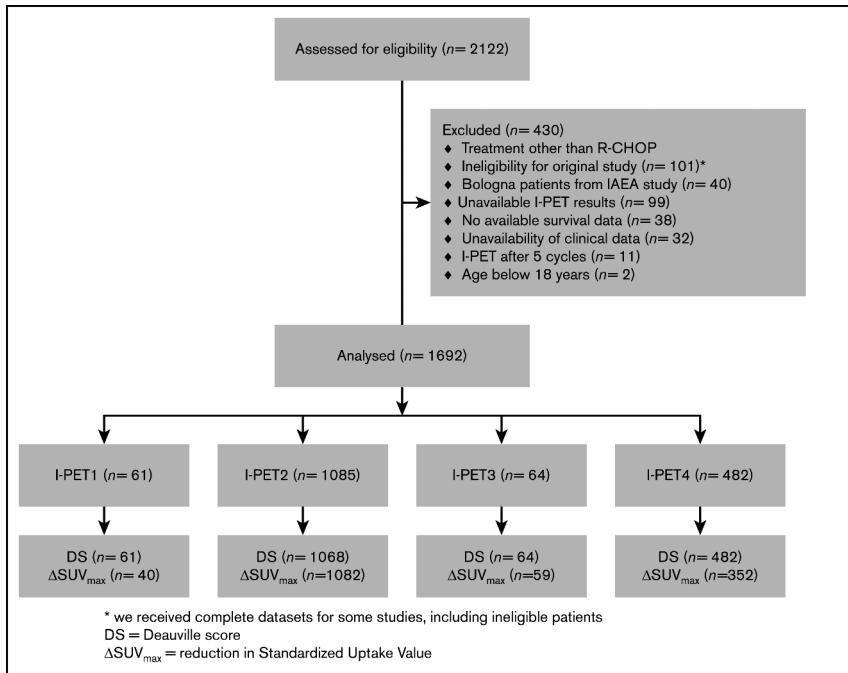 Assessed for eligibility (n= 2122)
Excluded (n= 430)
♦ Treatment other than R-CHOP
♦ Ineligibility for original study (n= 101)*
♦ Bologna patients from IAEA study (n= 40)
♦ Unavailable I-PET results (n= 99)
♦ No available survival data (n= 38)
♦ Unavailability of clinical data (n= 32)
♦ I-PET after 5 cycles (n= 11)
♦ Age below 18 years (n= 2)
Analysed (n= 1692)
I-PET1 (n= 61)
I-PET2 (n= 1085)
I-PET3 (n= 64)
I-PET4 (n= 482)
DS (n= 61)
ΔSUVmax (n= 40)
DS (n= 1068)
ΔSUVmax (n=1082)
DS (n= 64)
ΔSUVmax (n=59)
DS (n= 482)
ΔSUVmax (n=352)
* we received complete datasets for some studies, including ineligible patients
DS = Deauville score
ΔSUVmax = reduction in Standardized Uptake Value